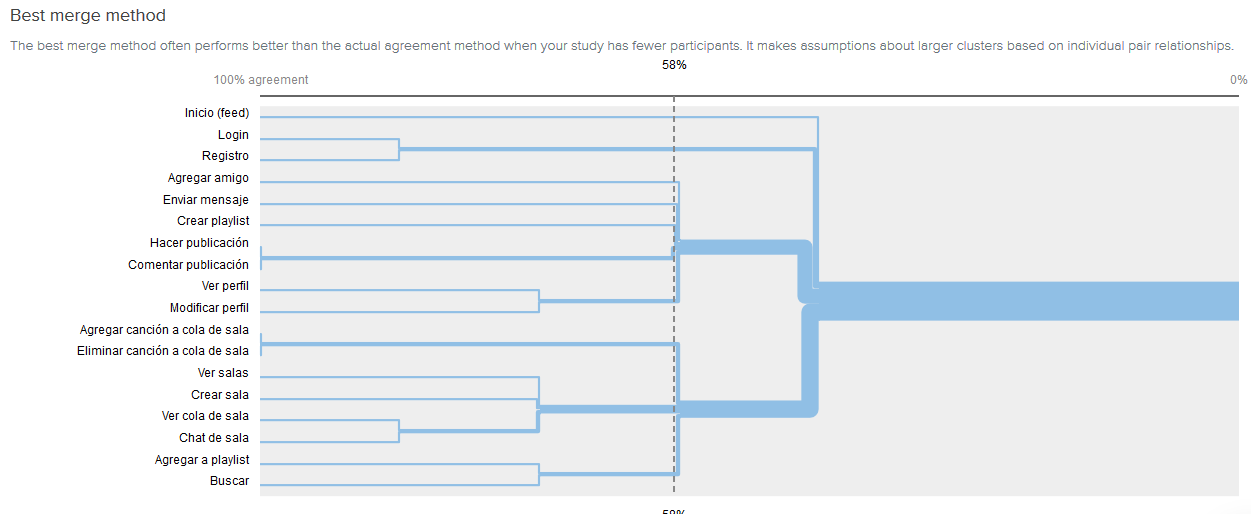 Best merge method
The best merge method often performs better than the actual agreement method when your study has fewer participants. It makes assumptions about larger clusters based on individual pair relationships.
58%
100% agreement 0%
Inicio (feed)
Login
Registro
Agregar amigo
Enviar mensaje
Crear playlist
Hacer publicación
Comentar publicación
Ver perfil
Modificar perfil
Agregar canción a cola de sala
Eliminar canción a cola de sala
Ver salas
Crear sala
Ver cola de sala
Chat de sala
Agregar a playlist
Buscar
58%